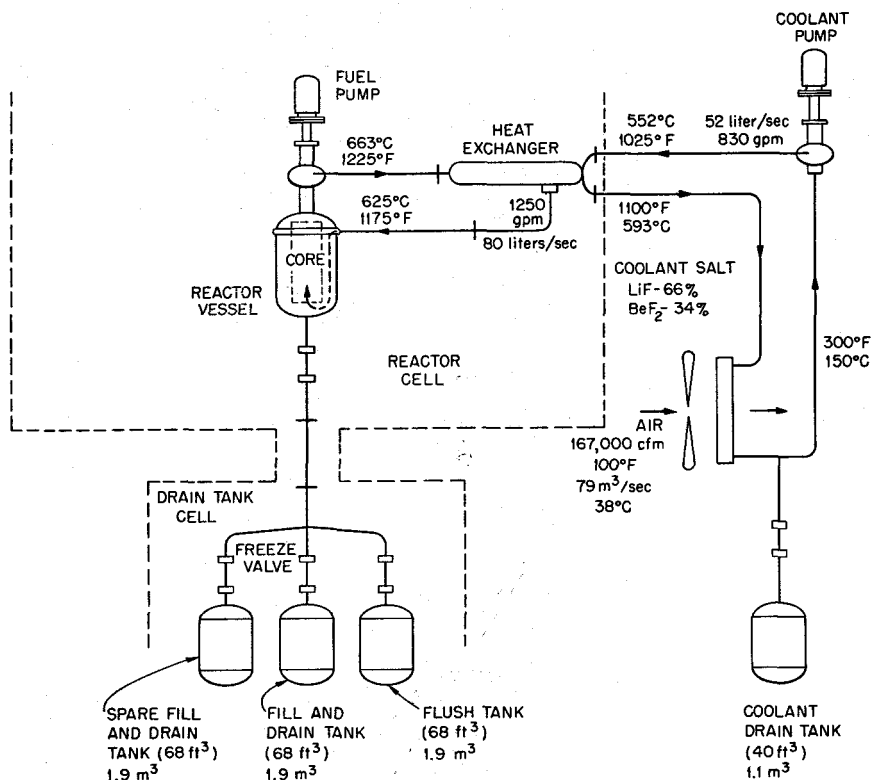 COOLANT
PUMP
FUEL
PUMP
663°C
1225°F
HEAT
EXCHANGER
552°C
1025°F
52 liter/sec
830 gpm
625°C
1175°F
1250
gpm
80 liters/sec
1100°F
593°C
CORE
REACTOR
VESSEL
COOLANT SALT
LiF-66%
BeF₂-34%
REACTOR
CELL
300°F
150°C
AIR
167,000 cfm
100°F
79 m³/sec
38°C
DRAIN TANK
CELL
FREEZE
VALVE
SPARE FILL
AND DRAIN
TANK (68 ft³)
1.9 m³
FILL AND
DRAIN TANK
(68 ft³)
1.9 m³
FLUSH TANK
(68 ft³)
1.9 m³
COOLANT
DRAIN TANK
(40 ft³)
1.1 m³